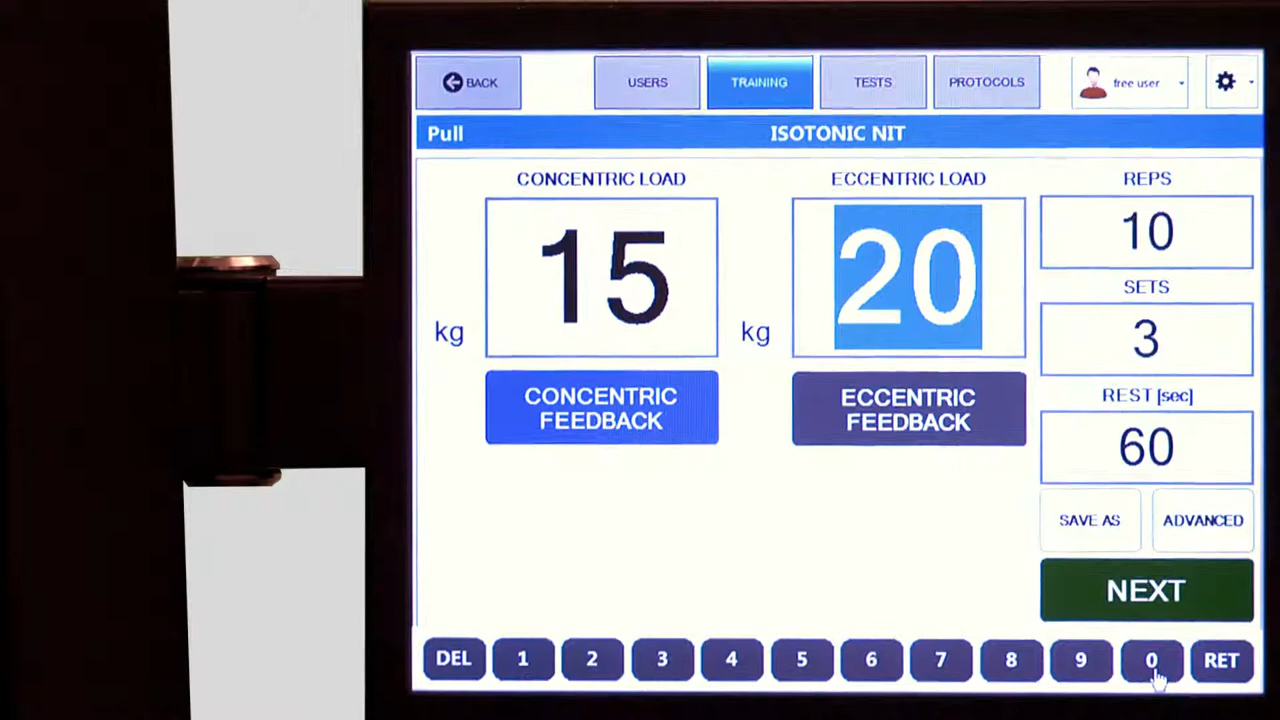 BACK USERS TRAINING TESTS PROTOCOLS free user
Pull ISOTONIC NIT
CONCENTRIC LOAD ECCENTRIC LOAD REPS
15 20 10
kg kg
SETS
3
CONCENTRIC FEEDBACK
ECCENTRIC FEEDBACK
REST [sec]
60
SAVE AS ADVANCED
NEXT
DEL 1 2 3 4 5 6 7 8 9 0 RET